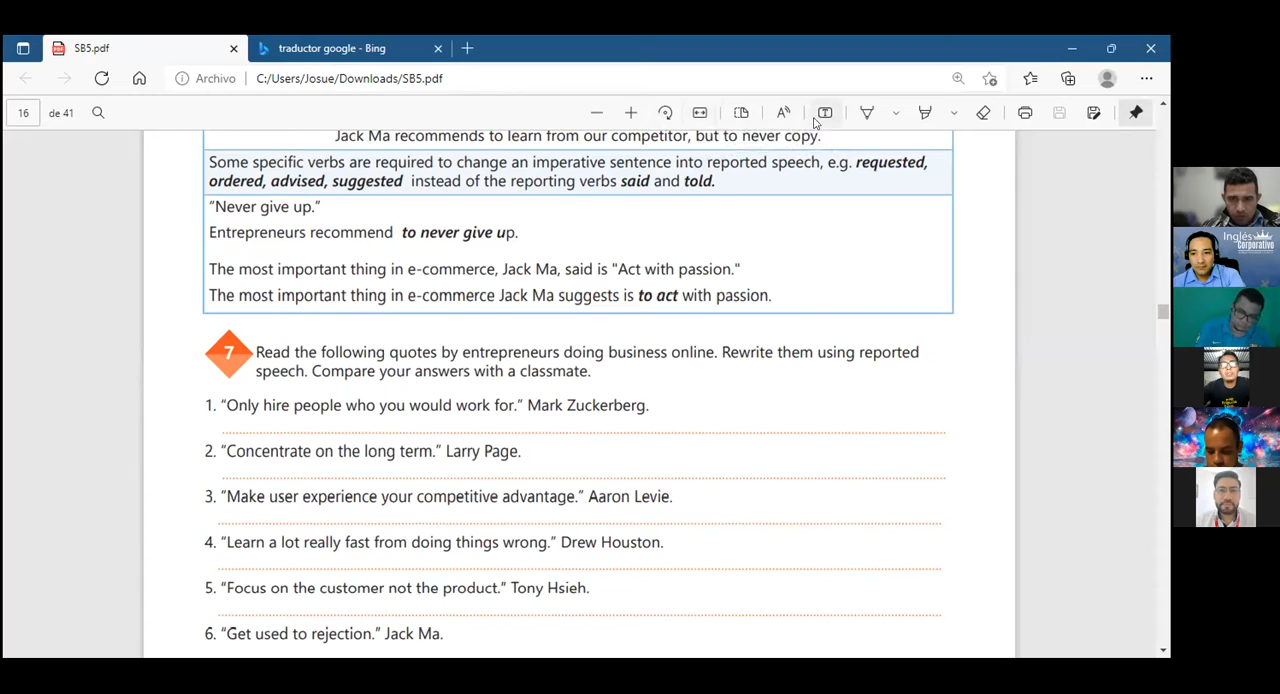 SB5.pdf
traductor google - Bing
Archivo
C:/Users/Josue/Downloads/SB5.pdf
16
de 41
Jack Ma recommends to learn from our competitor, but to never copy.
Some specific verbs are required to change an imperative sentence into reported speech, e.g. requested,
ordered, advised, suggested instead of the reporting verbs said and told.
“Never give up.”
Entrepreneurs recommend to never give up.
The most important thing in e-commerce, Jack Ma, said is "Act with passion."
The most important thing in e-commerce Jack Ma suggests is to act with passion.
7
Read the following quotes by entrepreneurs doing business online. Rewrite them using reported
speech. Compare your answers with a classmate.
1. “Only hire people who you would work for.” Mark Zuckerberg.
2. “Concentrate on the long term.” Larry Page.
3. “Make user experience your competitive advantage.” Aaron Levie.
4. “Learn a lot really fast from doing things wrong.” Drew Houston.
5. “Focus on the customer not the product.” Tony Hsieh.
6. “Get used to rejection.” Jack Ma.
Inglés
Corporativo